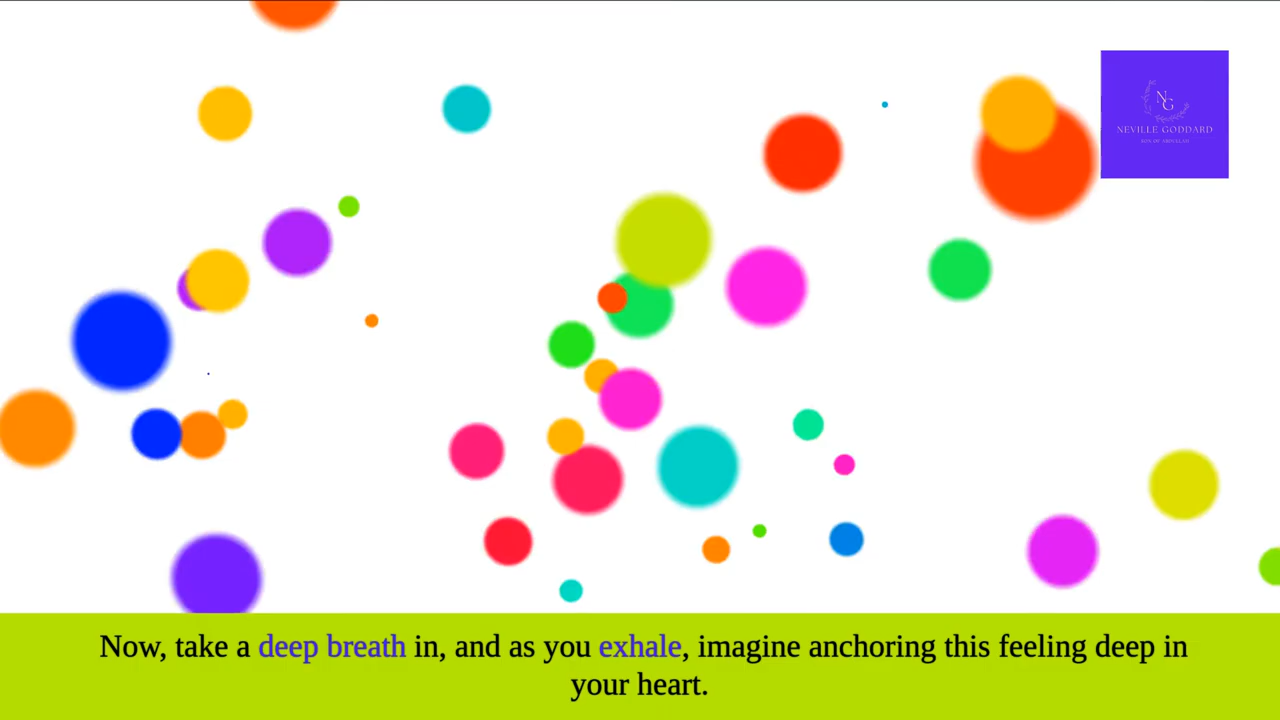 NG
NEVILLE GODDARD
Now, take a deep breath in, and as you exhale, imagine anchoring this feeling deep in
your heart.